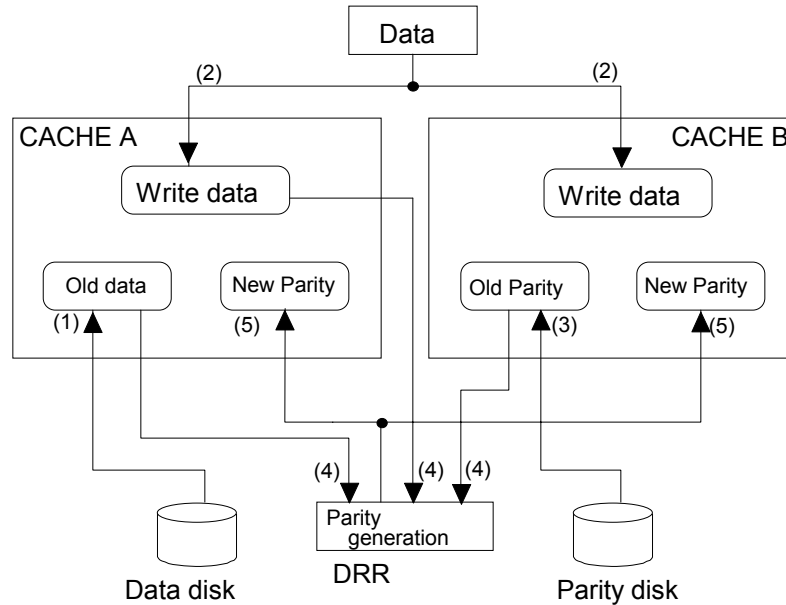 Data
(2)
(2)
CACHE A
CACHE B
Write data
Write data
Old data
New Parity
Old Parity
New Parity
(1)
(5)
(3)
(5)
(4)
(4)
(4)
Parity
generation
DRR
Data disk
Parity disk